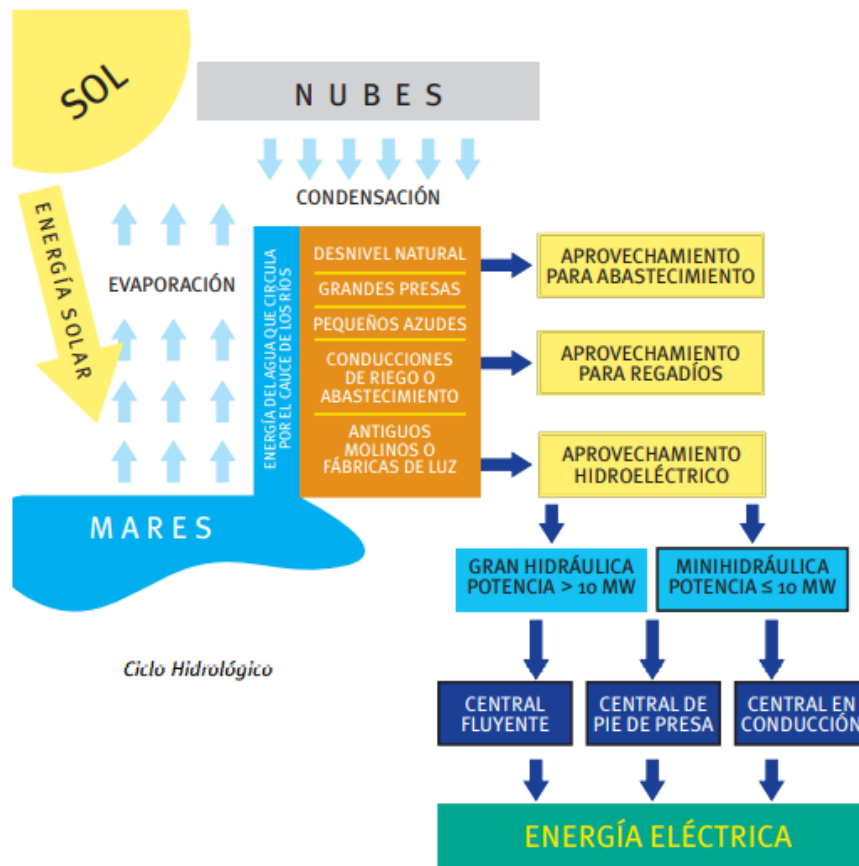 SOL
NUBES
CONDENSACIÓN
ENERGÍA SOLAR
EVAPORACIÓN
ENERGÍA DEL AGUA QUE CIRCULA
POR EL CAUCE DE LOS RÍOS
DESNIVEL NATURAL
GRANDES PRESAS
PEQUEÑOS AZUDES
CONDUCCIONES
DE RIEGO O
ABASTECIMIENTO
ANTIGUOS
MOLINOS O
FÁBRICAS DE LUZ
APROVECHAMIENTO
PARA ABASTECIMIENTO
APROVECHAMIENTO
PARA REGADÍOS
APROVECHAMIENTO
HIDROELÉCTRICO
MARES
GRAN HIDRÁULICA
POTENCIA > 10 MW
MINIHIDRÁULICA
POTENCIA ≤ 10 MW
Ciclo Hidrológico
CENTRAL
FLUYENTE
CENTRAL DE
PIE DE PRESA
CENTRAL EN
CONDUCCIÓN
ENERGÍA ELÉCTRICA